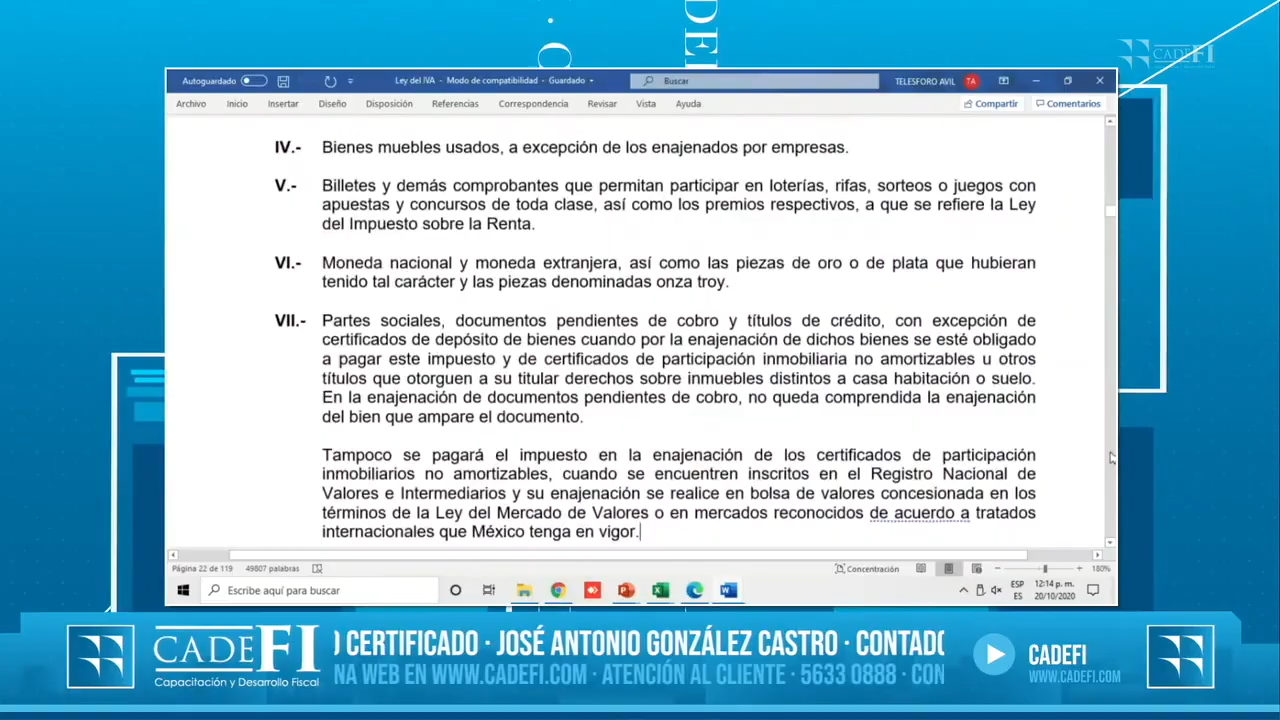 CADEFI
Autoguardado
Ley del IVA - Modo de compatibilidad - Guardado
Buscar
TELESFORO AVIL
TA
Archivo Inicio Insertar Diseño Disposición Referencias Correspondencia Revisar Vista Ayuda
Compartir Comentarios
IV.- Bienes muebles usados, a excepción de los enajenados por empresas.
V.- Billetes y demás comprobantes que permitan participar en loterías, rifas, sorteos o juegos con
apuestas y concursos de toda clase, así como los premios respectivos, a que se refiere la Ley
del Impuesto sobre la Renta.
VI.- Moneda nacional y moneda extranjera, así como las piezas de oro o de plata que hubieran
tenido tal carácter y las piezas denominadas onza troy.
VII.- Partes sociales, documentos pendientes de cobro y títulos de crédito, con excepción de
certificados de depósito de bienes cuando por la enajenación de dichos bienes se esté obligado
a pagar este impuesto y de certificados de participación inmobiliaria no amortizables u otros
títulos que otorguen a su titular derechos sobre inmuebles distintos a casa habitación o suelo.
En la enajenación de documentos pendientes de cobro, no queda comprendida la enajenación
del bien que ampare el documento.
Tampoco se pagará el impuesto en la enajenación de los certificados de participación
inmobiliarios no amortizables, cuando se encuentren inscritos en el Registro Nacional de
Valores e Intermediarios y su enajenación se realice en bolsa de valores concesionada en los
términos de la Ley del Mercado de Valores o en mercados reconocidos de acuerdo a tratados
internacionales que México tenga en vigor.
Página 22 de 119 49807 palabras
Concentración
180%
Escribe aquí para buscar
ESP
ES
12:14 p. m.
20/10/2020
CADEFI
Capacitación y Desarrollo Fiscal
O CERTIFICADO · JOSÉ ANTONIO GONZÁLEZ CASTRO · CONTADO
NA WEB EN WWW.CADEFI.COM · ATENCIÓN AL CLIENTE · 5633 0888 · CON
CADEFI
WWW.CADEFI.COM